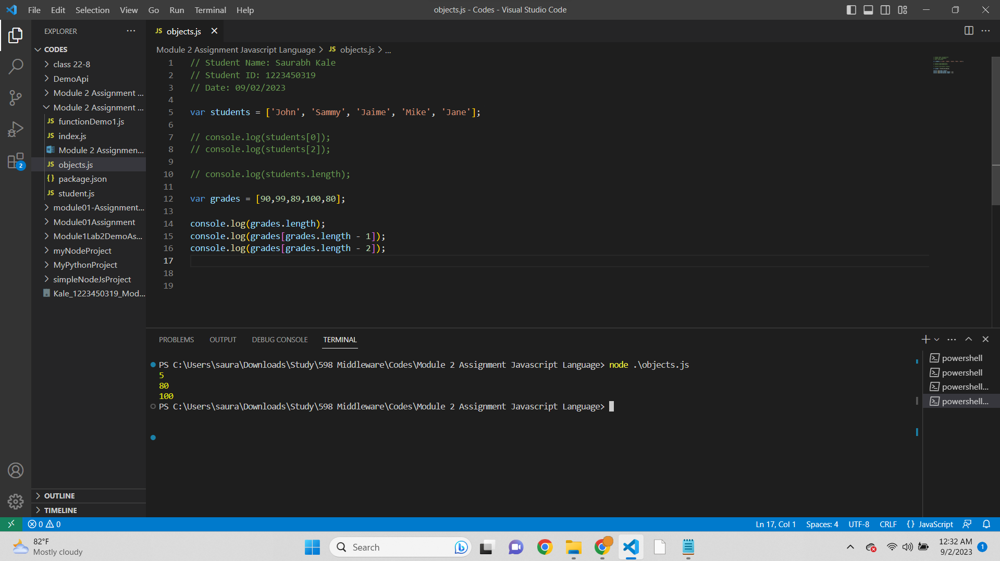 File Edit Selection View Go Run Terminal Help
objects.js - Codes - Visual Studio Code
EXPLORER
CODES
class 22-8
DemoApi
Module 2 Assignment ...
Module 2 Assignment ...
functionDemo1.js
index.js
Module 2 Assignmen...
objects.js
package.json
student.js
module01-Assignment...
Module01Assignment
Module1Lab2DemoAs...
myNodeProject
MyPythonProject
simpleNodeJsProject
Kale_1223450319_Mod...
OUTLINE
TIMELINE
2
JS objects.js
Module 2 Assignment Javascript Language > JS objects.js > ...
1 // Student Name: Saurabh Kale
2 // Student ID: 1223450319
3 // Date: 09/02/2023
4
5 var students = ['John', 'Sammy', 'Jaime', 'Mike', 'Jane'];
6
7 // console.log(students[0]);
8 // console.log(students[2]);
9
10 // console.log(students.length);
11
12 var grades = [90,99,89,100,80];
13
14 console.log(grades.length);
15 console.log(grades[grades.length - 1]);
16 console.log(grades[grades.length - 2]);
17
18
19
PROBLEMS OUTPUT DEBUG CONSOLE TERMINAL
PS C:\Users\saura\Downloads\Study\598 Middleware\Codes\Module 2 Assignment Javascript Language> node .\objects.js
5
80
100
PS C:\Users\saura\Downloads\Study\598 Middleware\Codes\Module 2 Assignment Javascript Language>
powershell
powershell
powershell...
powershell...
0 0
Ln 17, Col 1 Spaces: 4 UTF-8 CRLF {} JavaScript
82°F
Mostly cloudy
Search
12:32 AM
9/2/2023
1